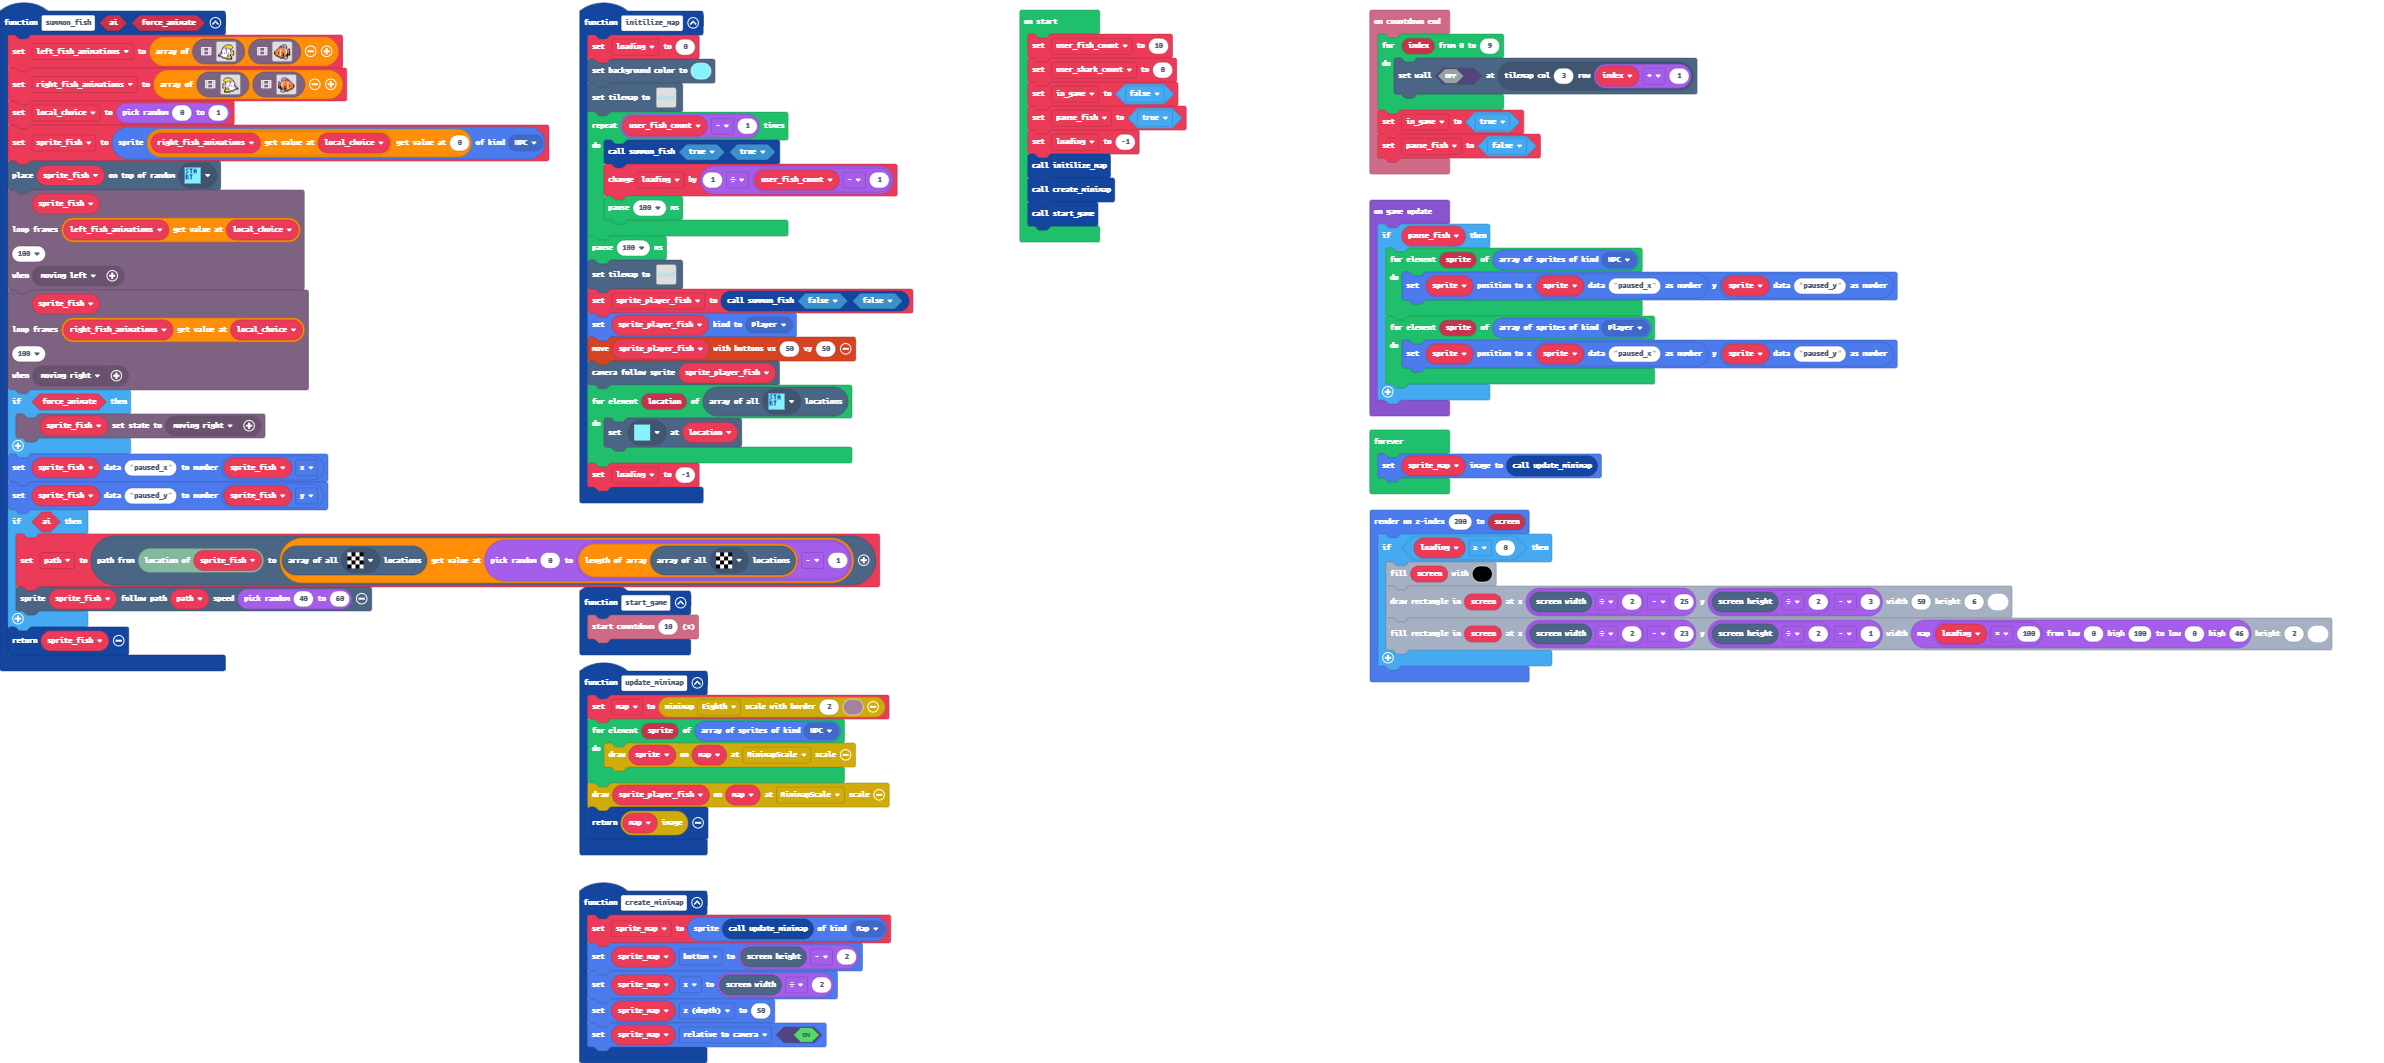 function summon_fish ai force_animate
set left_fish_animations to array of
set right_fish_animations to array of
set local_choice to pick random 0 to 1
set sprite_fish to sprite right_fish_animations get value at local_choice get value at 0 of kind NPC
place sprite_fish on top of random START
sprite_fish
loop frames left_fish_animations get value at local_choice
100
when moving left
sprite_fish
loop frames right_fish_animations get value at local_choice
100
when moving right
if force_animate then
sprite_fish set state to moving right
set sprite_fish data "paused_x" to number sprite_fish x
set sprite_fish data "paused_y" to number sprite_fish y
if ai then
set path to path from location of sprite_fish to array of all locations get value at pick random 0 to length of array array of all locations - 1
sprite sprite_fish follow path path speed pick random 40 to 60
return sprite_fish
function initilize_map
set loading to 0
set background color to
set tilemap to
repeat user_fish_count - 1 times
do call summon_fish true true
change loading by 1 ÷ user_fish_count - 1
pause 100 ms
pause 100 ms
set tilemap to
set sprite_player_fish to call summon_fish false false
set sprite_player_fish kind to Player
move sprite_player_fish with buttons vx 50 vy 50
camera follow sprite sprite_player_fish
for element location of array of all START locations
do set at location
set loading to -1
function start_game
start countdown 10 (s)
function update_minimap
set map to minimap Eighth scale with border 2
for element sprite of array of sprites of kind NPC
do draw sprite on map at MinimapScale scale
draw sprite_player_fish on map at MinimapScale scale
return map image
function create_minimap
set sprite_map to sprite call update_minimap of kind Map
set sprite_map bottom to screen height - 2
set sprite_map x to screen width ÷ 2
set sprite_map z (depth) to 50
set sprite_map relative to camera ON
on start
set user_fish_count to 10
set user_shark_count to 0
set in_game to false
set pause_fish to true
set loading to -1
call initilize_map
call create_minimap
call start_game
on countdown end
for index from 0 to 9
do set wall OFF at tilemap col 3 row index + 1
set in_game to true
set pause_fish to false
on game update
if pause_fish then
for element sprite of array of sprites of kind NPC
do set sprite position to x sprite data "paused_x" as number y sprite data "paused_y" as number
for element sprite of array of sprites of kind Player
do set sprite position to x sprite data "paused_x" as number y sprite data "paused_y" as number
forever
set sprite_map image to call update_minimap
render on z-index 200 to screen
if loading ≥ 0 then
fill screen with
draw rectangle in screen at x screen width ÷ 2 - 25 y screen height ÷ 2 - 3 width 50 height 6
fill rectangle in screen at x screen width ÷ 2 - 23 y screen height ÷ 2 - 1 width map loading × 100 from low 0 high 100 to low 0 high 46 height 2